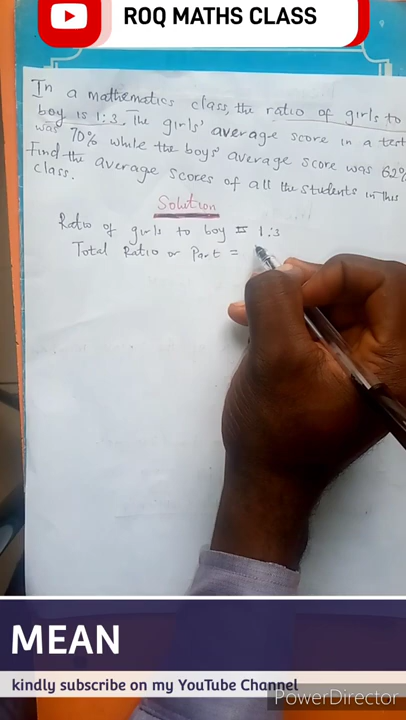 ROQ MATHS CLASS
In a mathematics class, the ratio of girls to
boy is 1:3. The girls' average score in a test
was 70% while the boys' average score was 62%
Find the average scores of all the students in this
class.
Solution
Ratio of girls to boy = 1:3
Total Ratio or Part =
MEAN
kindly subscribe on my YouTube Channel
PowerDirector